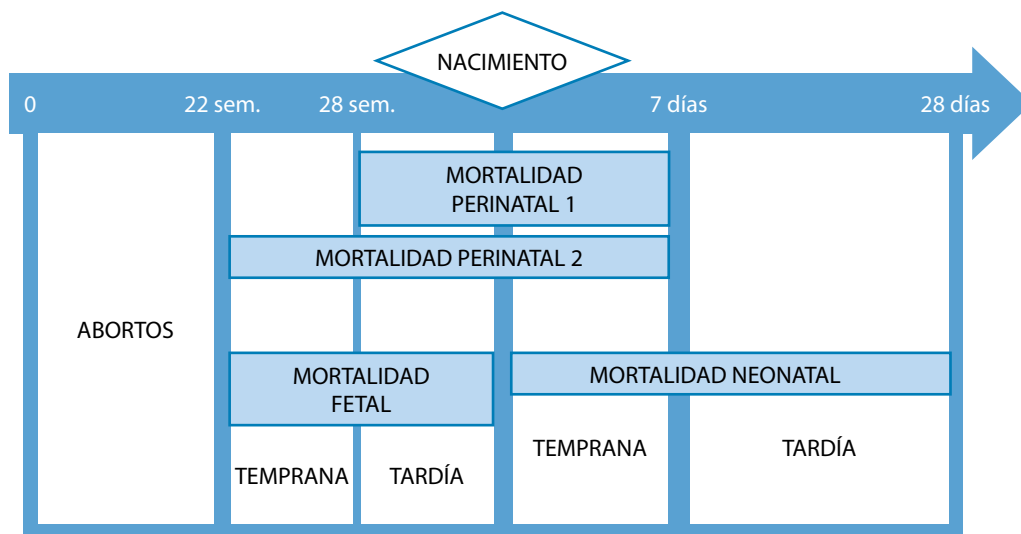 NACIMIENTO
0
22 sem.
28 sem.
7 días
28 días
MORTALIDAD
PERINATAL 1
MORTALIDAD PERINATAL 2
ABORTOS
MORTALIDAD
FETAL
MORTALIDAD NEONATAL
TEMPRANA
TARDÍA
TEMPRANA
TARDÍA